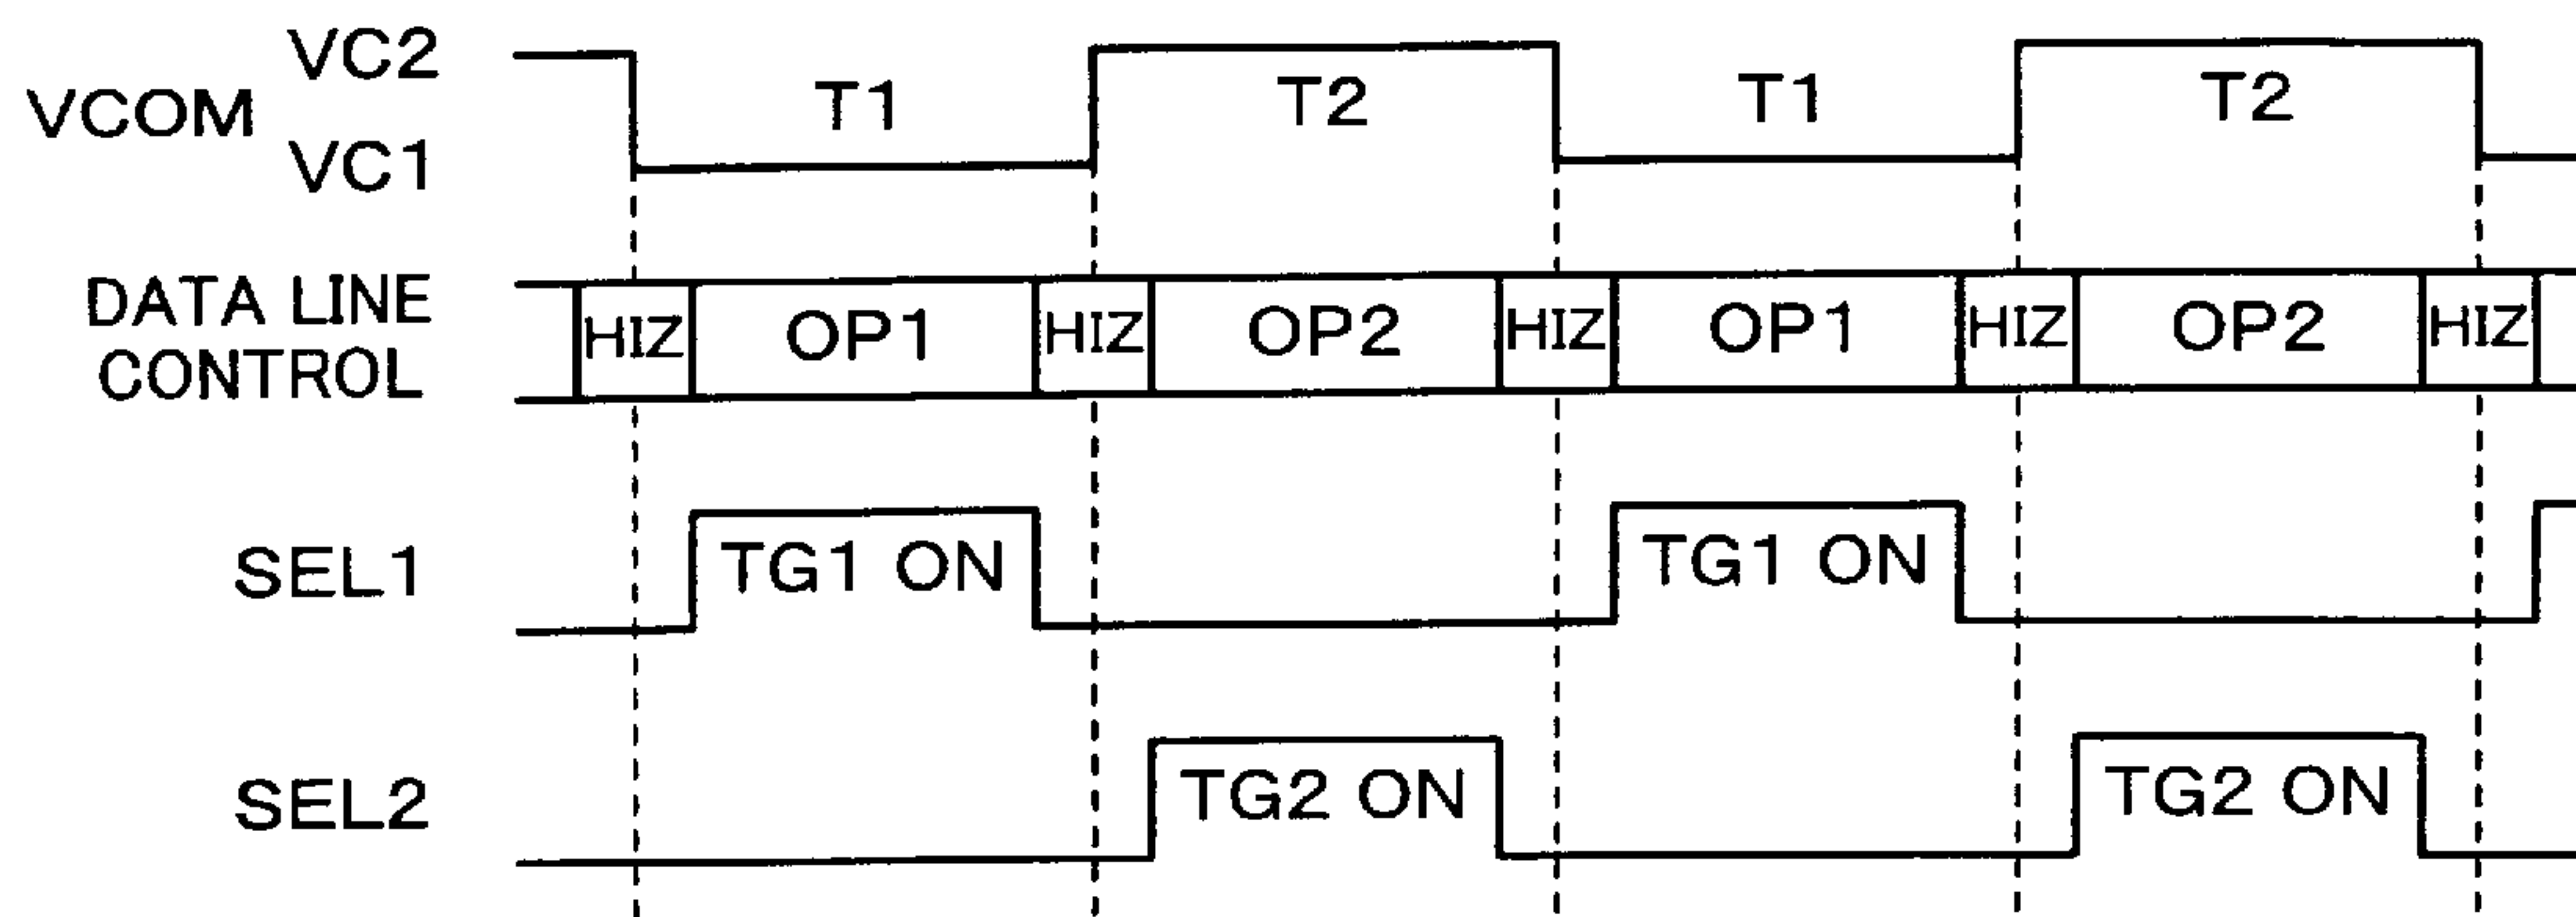 VCOM VC2 VC1 T1 T2 T1 T2
DATA LINE
CONTROL HIZ OP1 HIZ OP2 HIZ OP1 HIZ OP2 HIZ
SEL1 TG1 ON TG1 ON
SEL2 TG2 ON TG2 ON